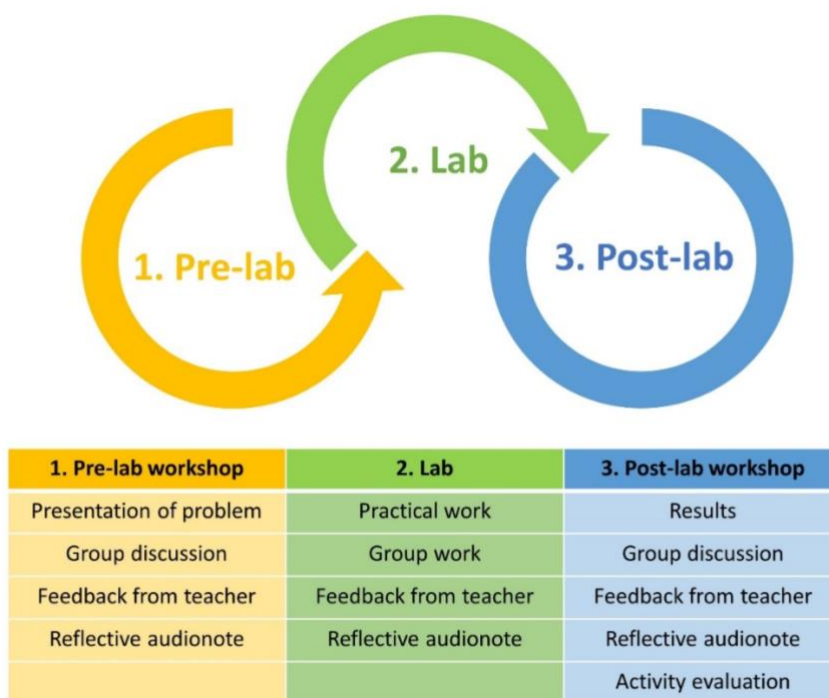 2. Lab
1. Pre-lab
3. Post-lab
1. Pre-lab workshop 2. Lab 3. Post-lab workshop
Presentation of problem Practical work Results
Group discussion Group work Group discussion
Feedback from teacher Feedback from teacher Feedback from teacher
Reflective audionote Reflective audionote Reflective audionote
Activity evaluation